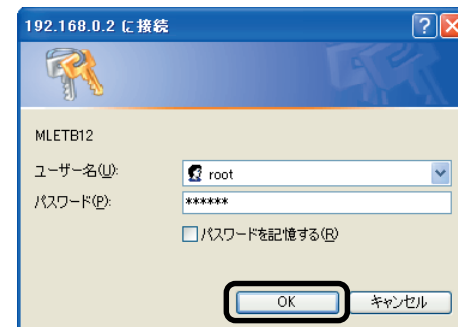 192.168.0.2 に接続
MLETB12
ユーザー名(U):
root
パスワード(P):
******
パスワードを記憶する(R)
OK
キャンセル